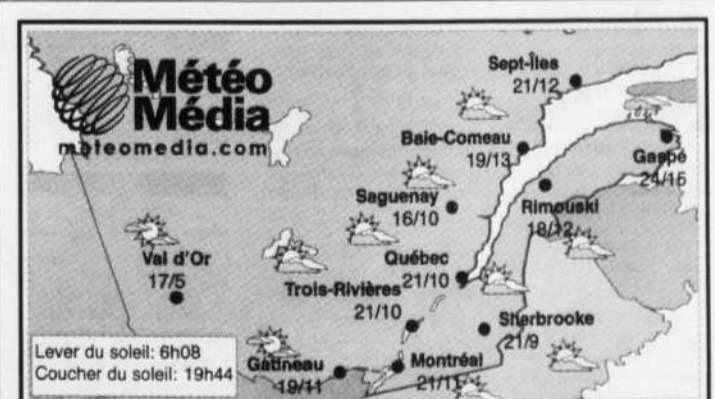 Météo
Média
meteomedia.com
Sept-Îles
21/12
Baie-Comeau
19/13
Gaspé
24/15
Saguenay
16/10
Rimouski
18/12
Val d'Or
17/5
Québec
21/10
Trois-Rivières
21/10
Sherbrooke
21/9
Lever du soleil: 6h08
Coucher du soleil: 19h44
Gatineau
19/11
Montréal
21/11